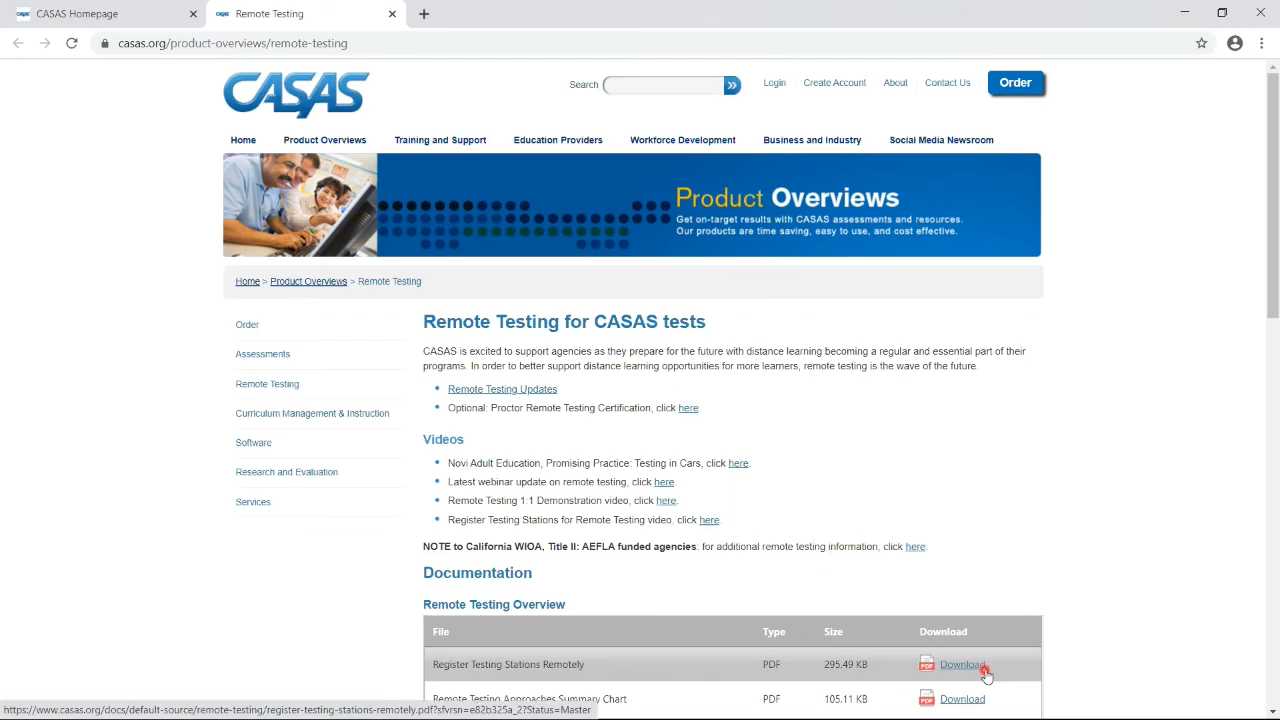 CASAS Homepage
Remote Testing
casas.org/product-overviews/remote-testing
CASAS
Search
Login
Create Account
About
Contact Us
Order
Home
Product Overviews
Training and Support
Education Providers
Workforce Development
Business and Industry
Social Media Newsroom
Product Overviews
Get on-target results with CASAS assessments and resources.
Our products are time saving, easy to use, and cost effective.
Home > Product Overviews > Remote Testing
Order
Assessments
Remote Testing
Curriculum Management & Instruction
Software
Research and Evaluation
Services
Remote Testing for CASAS tests
CASAS is excited to support agencies as they prepare for the future with distance learning becoming a regular and essential part of their
programs. In order to better support distance learning opportunities for more learners, remote testing is the wave of the future.
Remote Testing Updates
Optional: Proctor Remote Testing Certification, click here
Videos
Novi Adult Education, Promising Practice: Testing in Cars, click here.
Latest webinar update on remote testing, click here.
Remote Testing 1:1 Demonstration video, click here.
Register Testing Stations for Remote Testing video, click here.
NOTE to California WIOA, Title II: AEFLA funded agencies: for additional remote testing information, click here.
Documentation
Remote Testing Overview
File Type Size Download
Register Testing Stations Remotely PDF 295.49 KB PDF Download
Remote Testing Approaches Summary Chart PDF 105.11 KB PDF Download
https://www.casas.org/docs/default-source/remote-testing/register-testing-stations-remotely.pdf?sfvrsn=e82b325a_2?Status=Master